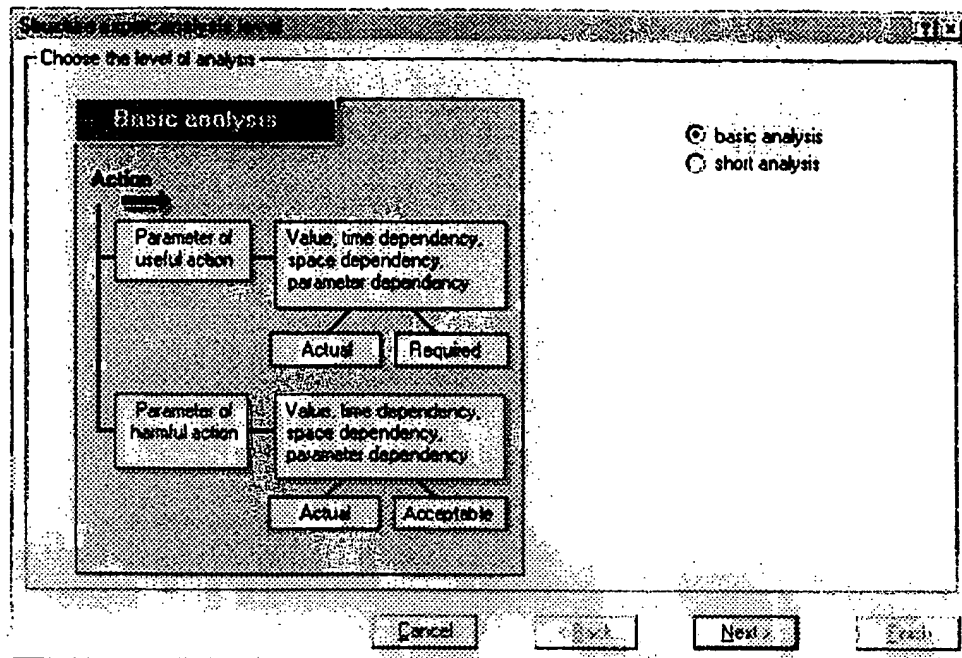 Choose the level of analysis
Basic analysis
basic analysis
short analysis
Action
Parameter of
useful action
Value, time dependency,
space dependency,
parameter dependency
Actual
Required
Parameter of
harmful action
Value, time dependency,
space dependency,
parameter dependency
Actual
Acceptable
Cancel
< Back
Next >